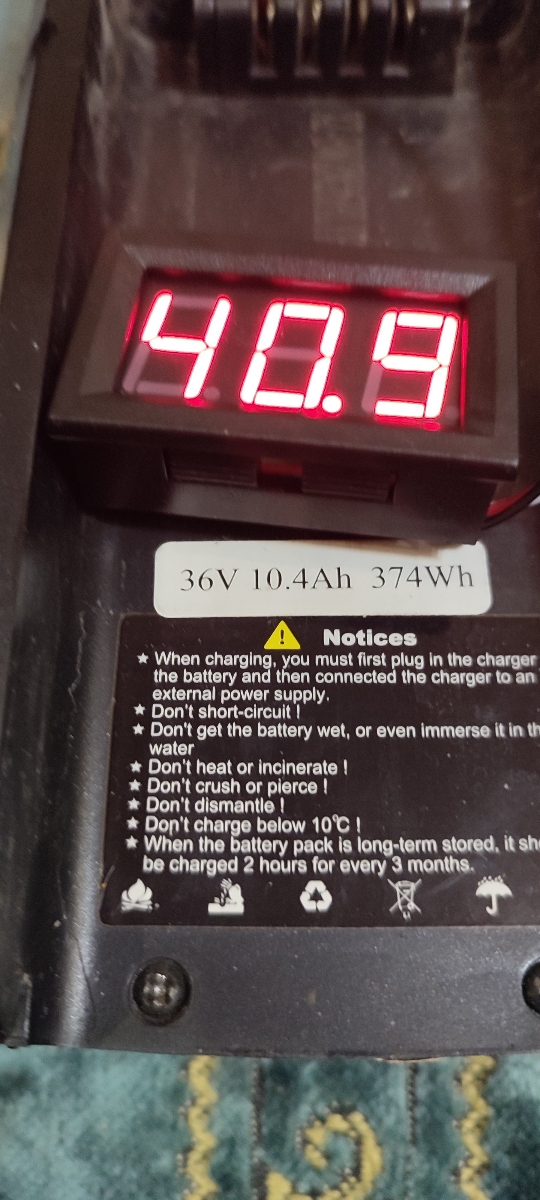 40.9
36V 10.4Ah 374Wh
! Notices
★ When charging, you must first plug in the charger
the battery and then connected the charger to an
external power supply.
★ Don't short-circuit !
★ Don't get the battery wet, or even immerse it in
water
★ Don't heat or incinerate !
★ Don't crush or pierce !
★ Don't dismantle !
★ Don't charge below 10℃ !
★ When the battery pack is long-term stored, it
be charged 2 hours for every 3 months.